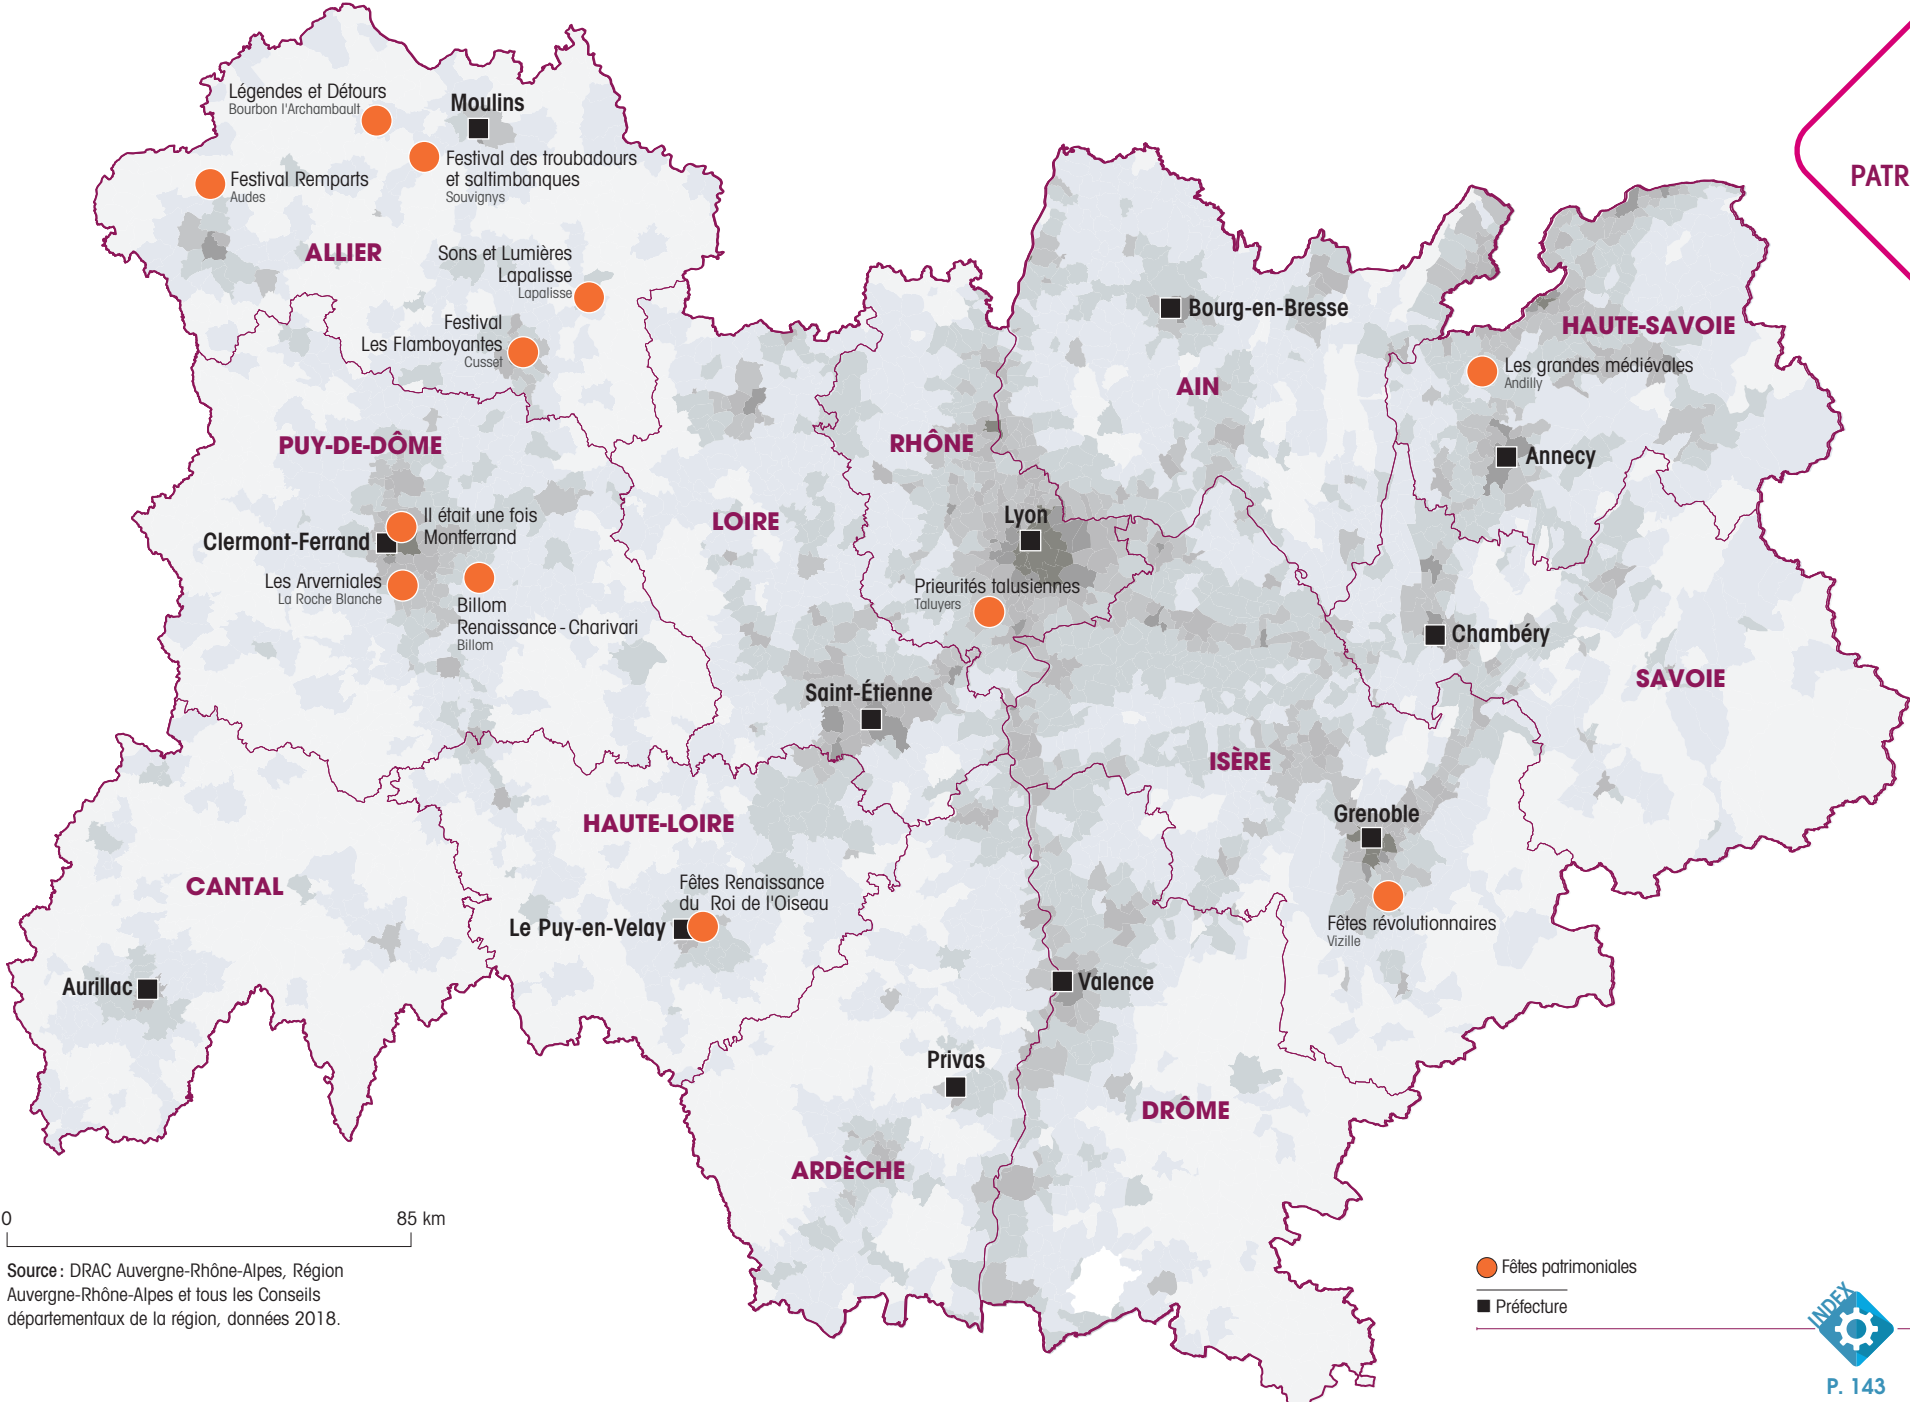 PATR
Légendes et Détours
Bourbon l'Archambault
Moulins
Festival des troubadours
et saltimbanques
Souvignys
Festival Remparts
Audes
ALLIER
Sons et Lumières
Lapalisse
Lapalisse
Festival
Les Flamboyantes
Cusset
Bourg-en-Bresse
AIN
HAUTE-SAVOIE
Les grandes médiévales
Andilly
Annecy
PUY-DE-DÔME
RHÔNE
LOIRE
Lyon
Il était une fois
Montferrand
Clermont-Ferrand
Les Arverniales
La Roche Blanche
Billom
Renaissance - Charivari
Billom
Prieurités talusiennes
Taluyers
Chambéry
SAVOIE
Saint-Étienne
ISÈRE
Grenoble
HAUTE-LOIRE
CANTAL
Fêtes Renaissance
du Roi de l'Oiseau
Le Puy-en-Velay
Fêtes révolutionnaires
Vizille
Aurillac
Valence
Privas
DRÔME
ARDÈCHE
0 85 km
Source : DRAC Auvergne-Rhône-Alpes, Région
Auvergne-Rhône-Alpes et tous les Conseils
départementaux de la région, données 2018.
Fêtes patrimoniales
Préfecture
INDEX
P. 143